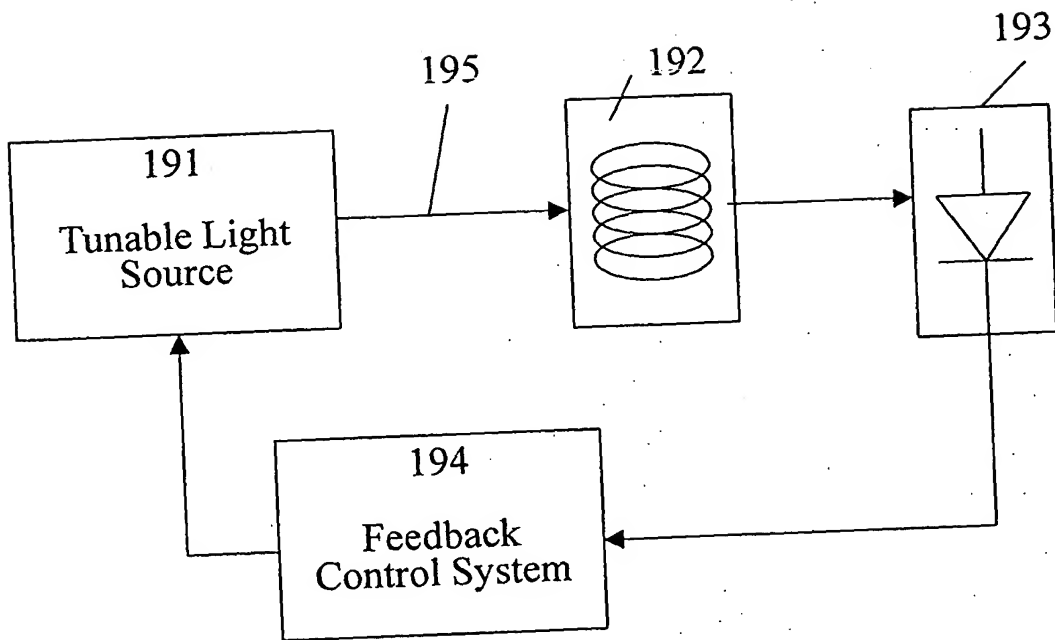 193
195
192
191
Tunable Light
Source
194
Feedback
Control System